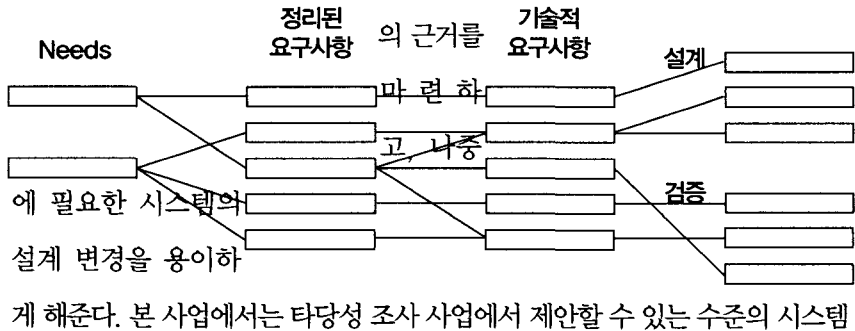 Needs
정리된
요구사항
기술적
요구사항
설계
검증
의 근거를
마 련 하
고, 나중
에 필요한 시스템의
설계 변경을 용이하
게 해준다. 본 사업에서는 타당성 조사 사업에서 제안할 수 있는 수준의 시스템